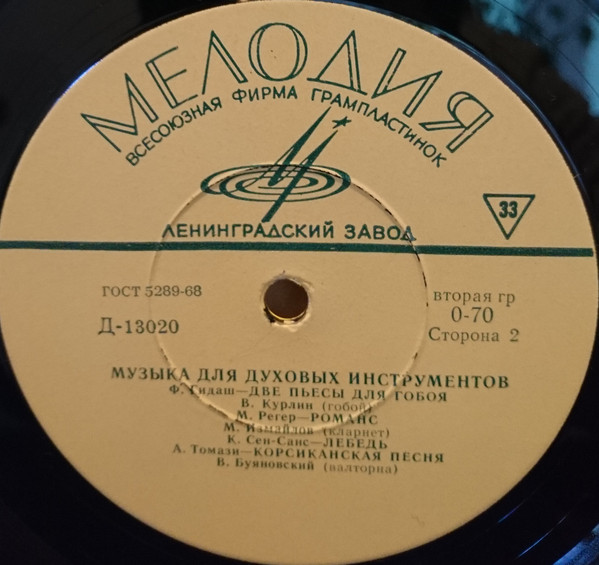 МЕЛОДИЯ
ВСЕСОЮЗНАЯ ФИРМА ГРАМПЛАСТИНОК
33
ЛЕНИНГРАДСКИЙ ЗАВОД
ГОСТ 5289-68
вторая гр
Д-13020
0-70
Сторона 2
МУЗЫКА ДЛЯ ДУХОВЫХ ИНСТРУМЕНТОВ
Ф. Гидаш—ДВЕ ПЬЕСЫ ДЛЯ ГОБОЯ
В. Курлин (гобой)
М. Регер—РОМАНС
М. Измайлов (кларнет)
К. Сен-Санс—ЛЕБЕДЬ
А. Томази—КОРСИКАНСКАЯ ПЕСНЯ
В. Буяновский (валторна)